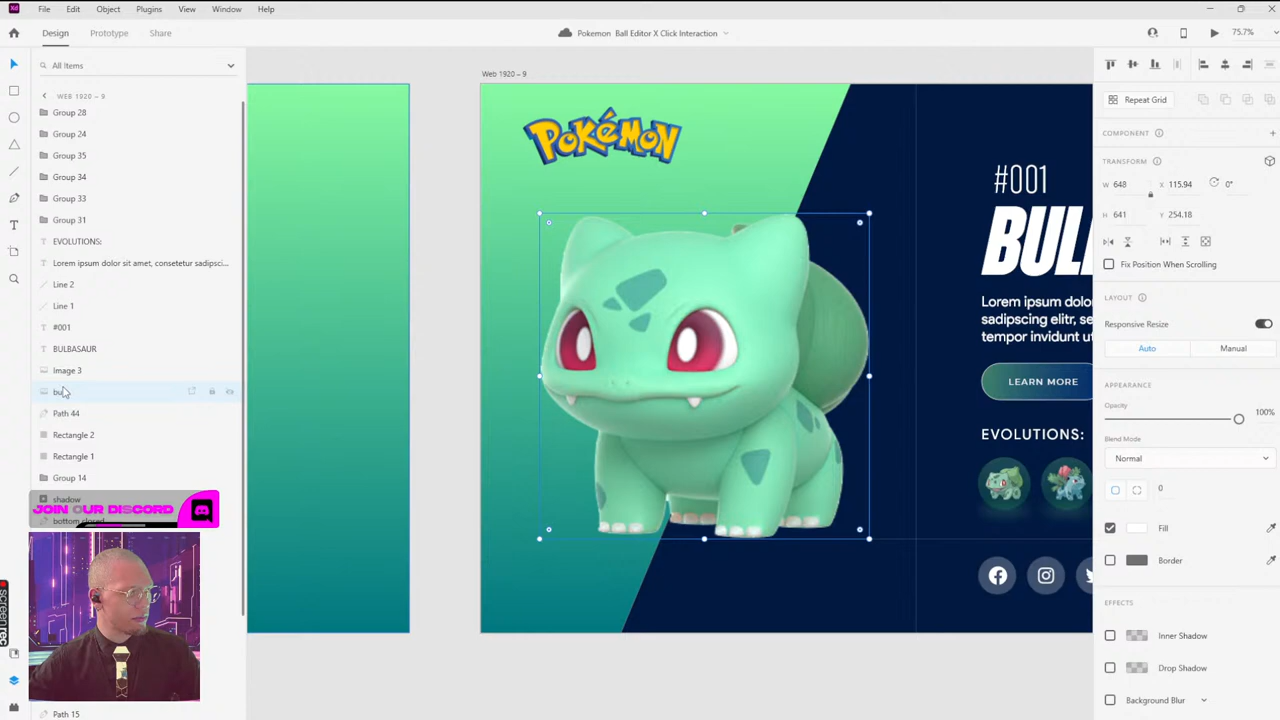 Xd File Edit Object Plugins View Window Help
Design Prototype Share
Pokemon Ball Editor X Click Interaction
75.7%
All Items
WEB 1920 – 9
Group 28
Group 24
Group 35
Group 34
Group 33
Group 31
EVOLUTIONS:
Lorem ipsum dolor sit amet, consetetur sadipsci...
Line 2
Line 1
#001
BULBASAUR
Image 3
Path 44
Rectangle 2
Rectangle 1
Group 14
shadow
bottom closed
JOIN OUR DISCORD
Path 15
Web 1920 – 9
POKéMON
#001
BUL
Lorem ipsum dolor
sadipscing elitr, se
tempor invidunt ut
LEARN MORE
EVOLUTIONS:
Repeat Grid
COMPONENT
TRANSFORM
W 648 X 115.94 0°
H 641 Y 254.18
Fix Position When Scrolling
LAYOUT
Responsive Resize
Auto Manual
APPEARANCE
Opacity 100%
Blend Mode
Normal
0
Fill
Border
EFFECTS
Inner Shadow
Drop Shadow
Background Blur